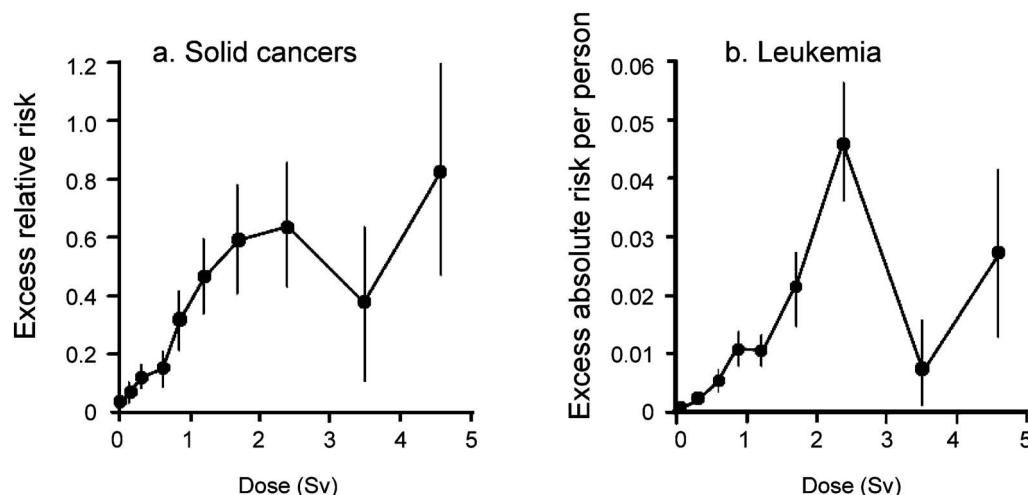 a. Solid cancers
Excess relative risk
1.2
1.0
0.8
0.6
0.4
0.2
0
0 1 2 3 4 5
Dose (Sv)
b. Leukemia
Excess absolute risk per person
0.06
0.05
0.04
0.03
0.02
0.01
0
0 1 2 3 4 5
Dose (Sv)